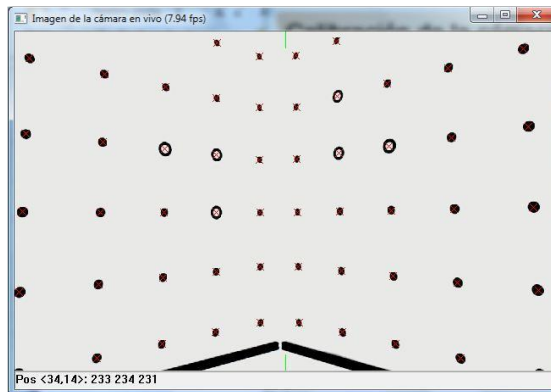 Imagen de la cámara en vivo (7.94 fps)
Pos <34,14>: 233 234 231